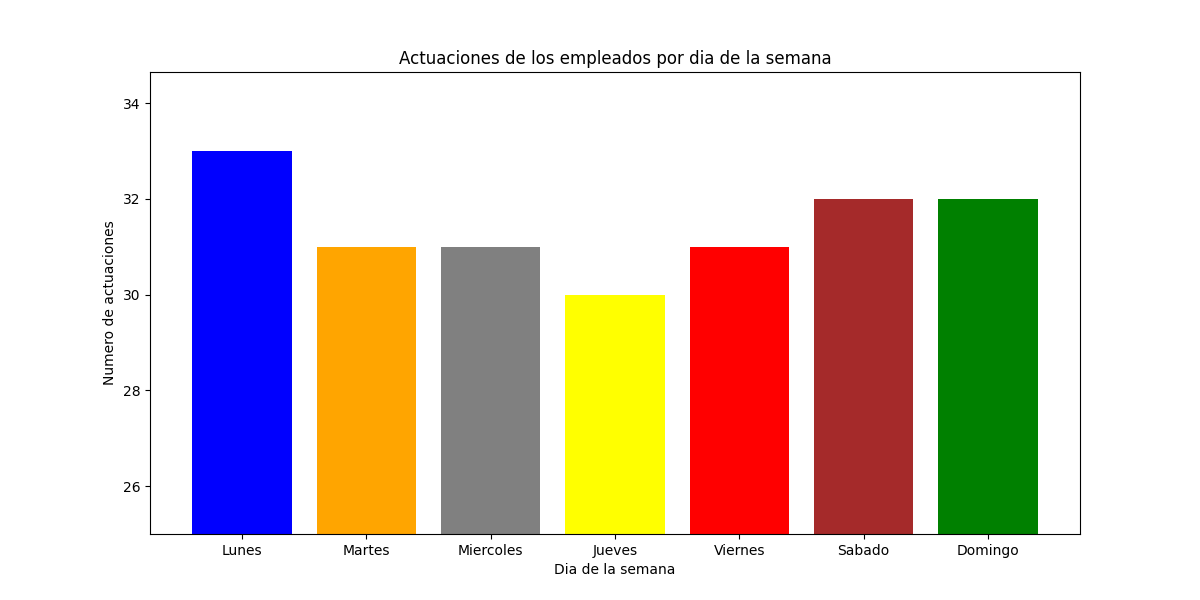 Actuaciones de los empleados por dia de la semana
34
32
30
28
26
Numero de actuaciones
Lunes Martes Miercoles Jueves Viernes Sabado Domingo
Dia de la semana